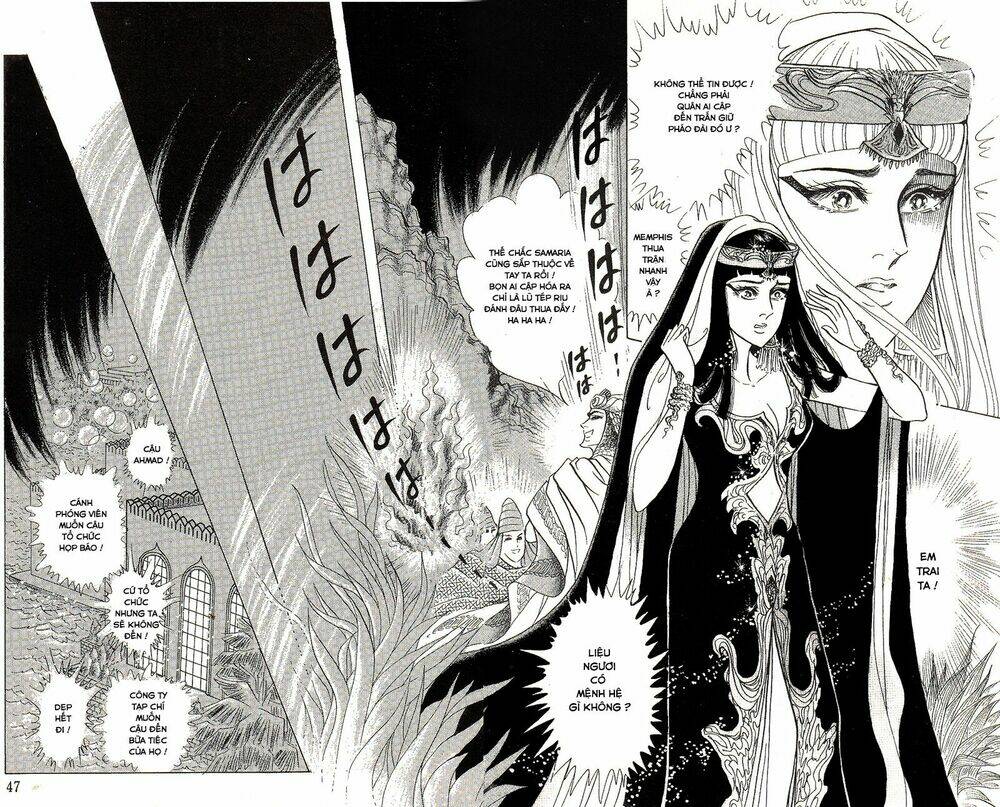 KHÔNG THỂ TIN ĐƯỢC !
CHẲNG PHẢI
QUÂN AI CẬP
ĐẾN TRẤN GIỮ
PHÁO ĐÀI ĐÓ Ư ?
MEMPHIS
THUA
TRẬN
NHANH
VẬY
Ả ?
EM
TRAI
TA !
THẾ CHẮC SAMARIA
CŨNG SẮP THUỘC VỀ
TAY TA RỒI !
BỌN AI CẬP HÓA RA
CHỈ LÀ LŨ TÉP RIU
ĐÁNH ĐÂU THUA ĐẤY !
HA HA HA !
ははははは!
はは
LIỆU
NGƯƠI
CÓ
MỆNH HỆ
GÌ KHÔNG ?
はははははは
CẬU
AHMAD !
CÁNH
PHÓNG VIÊN
MUỐN CẬU
TỔ CHỨC
HỌP BÁO !
CỨ TỔ
CHỨC
NHƯNG TA
SẼ KHÔNG
ĐẾN !
CÔNG TY
TẠP CHÍ
MUỐN
CẬU ĐẾN
BỮA TIỆC
CỦA HỌ !
DẸP
HẾT
ĐI !
47